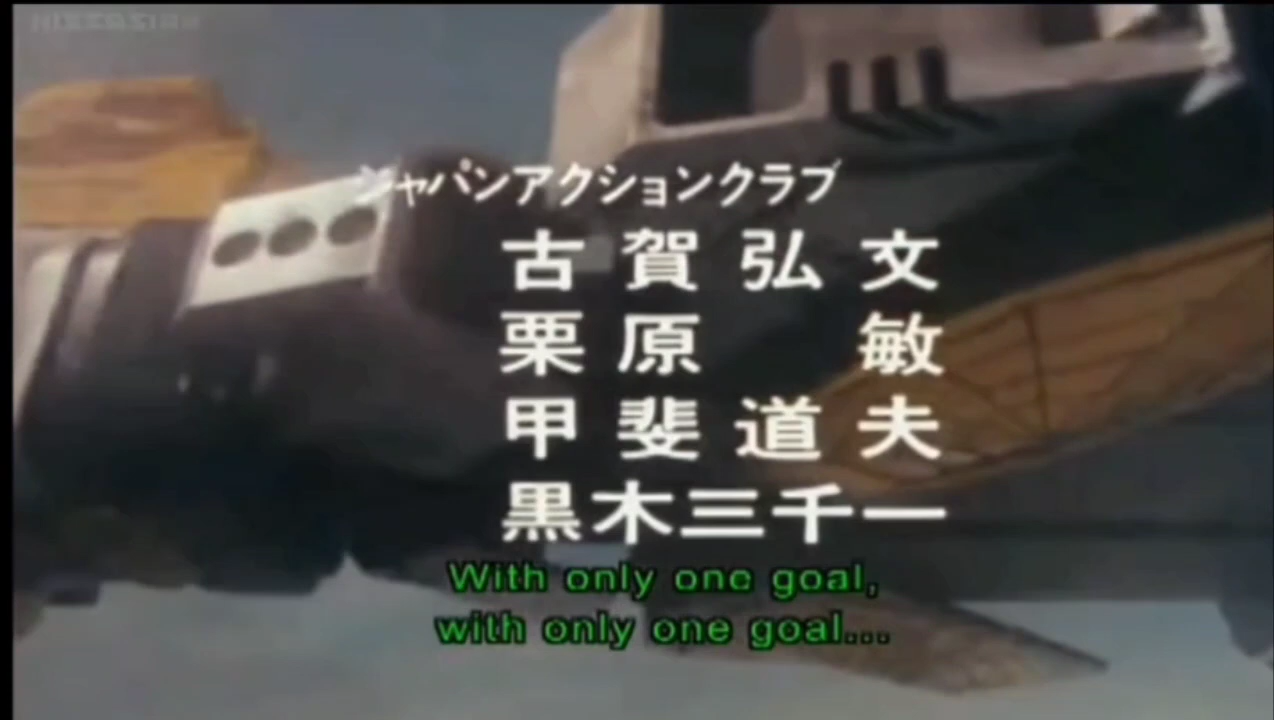 ジャパンアクションクラブ
古賀弘文
栗原 敏
甲斐道夫
黒木三千一
With only one goal,
with only one goal...